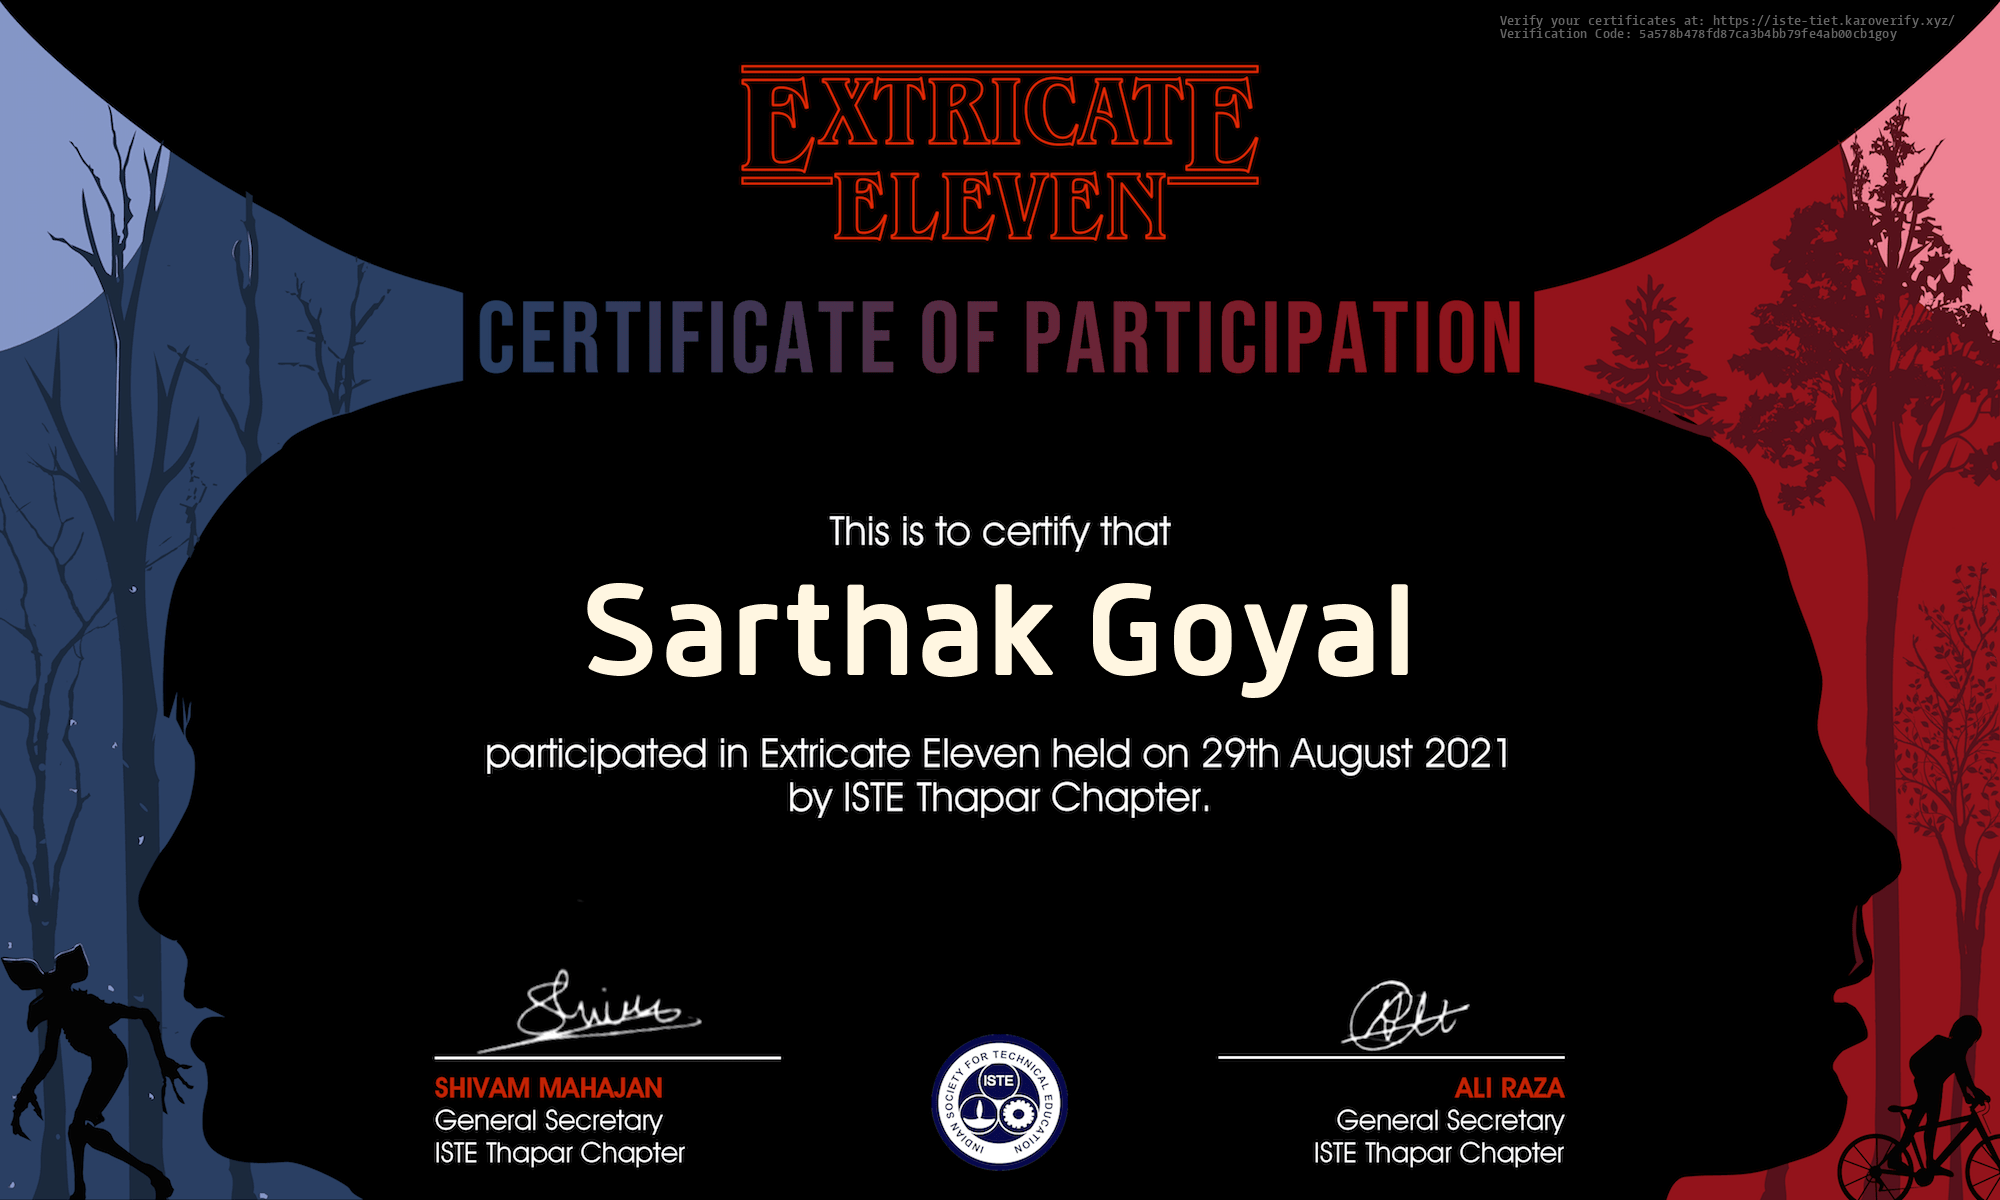 Verify your certificates at: https://iste-tiet.karoverify.xyz/
Verification Code: 5a578b478fd87ca3b4bb79fe4ab00cb1goy
EXTRICATE
ELEVEN
CERTIFICATE OF PARTICIPATION
This is to certify that
Sarthak Goyal
participated in Extricate Eleven held on 29th August 2021
by ISTE Thapar Chapter.
SHIVAM MAHAJAN
General Secretary
ISTE Thapar Chapter
INDIAN SOCIETY FOR TECHNICAL EDUCATION
ISTE
ALI RAZA
General Secretary
ISTE Thapar Chapter